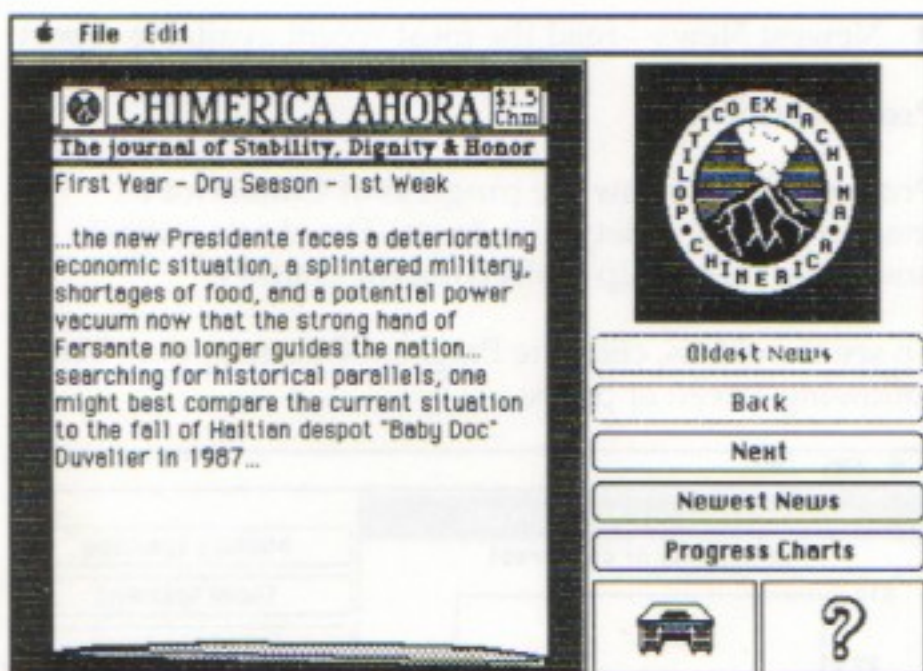 File Edit
CHIMERICA AHORA
$1.5
Chm
The journal of Stability, Dignity & Honor
First Year - Dry Season - 1st Week
...the new Presidente faces a deteriorating
economic situation, a splintered military,
shortages of food, and a potential power
vacuum now that the strong hand of
Farsante no longer guides the nation...
searching for historical parallels, one
might best compare the current situation
to the fall of Haitian despot "Baby Doc"
Duvalier in 1987...
POLITICO EX MACHINA
CHIMERICA
Oldest News
Back
Next
Newest News
Progress Charts
?